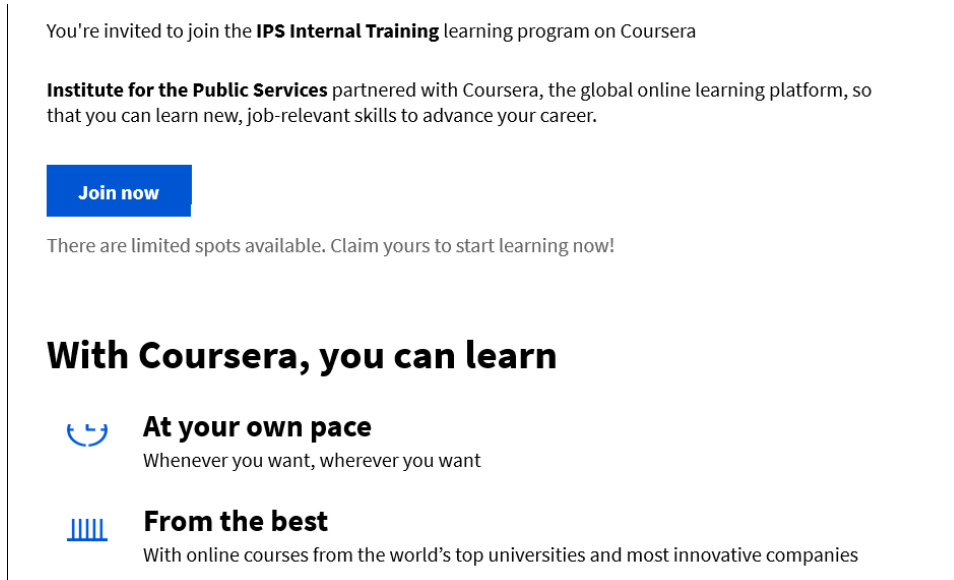 You're invited to join the IPS Internal Training learning program on Coursera
Institute for the Public Services partnered with Coursera, the global online learning platform, so
that you can learn new, job-relevant skills to advance your career.
Join now
There are limited spots available. Claim yours to start learning now!
With Coursera, you can learn
At your own pace
Whenever you want, wherever you want
From the best
With online courses from the world’s top universities and most innovative companies